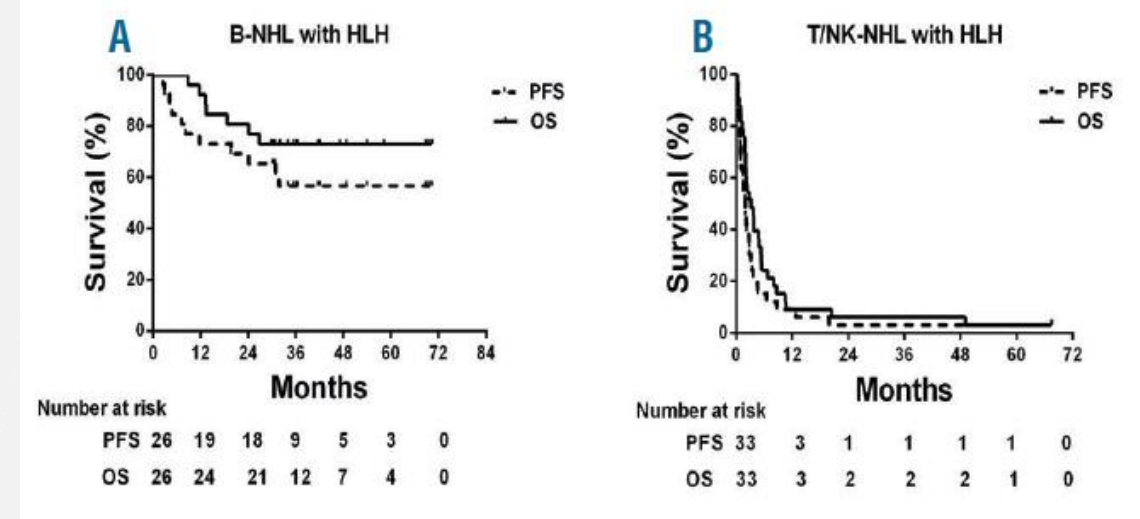 A B-NHL with HLH
100
80
60
40
20
0
Survival (%)
PFS
OS
0 12 24 36 48 60 72 84
Months
Number at risk
PFS 26 19 18 9 5 3 0
OS 26 24 21 12 7 4 0
B T/NK-NHL with HLH
100
80
60
40
20
0
Survival (%)
PFS
OS
0 12 24 36 48 60 72
Months
Number at risk
PFS 33 3 1 1 1 1 0
OS 33 3 2 2 2 1 0